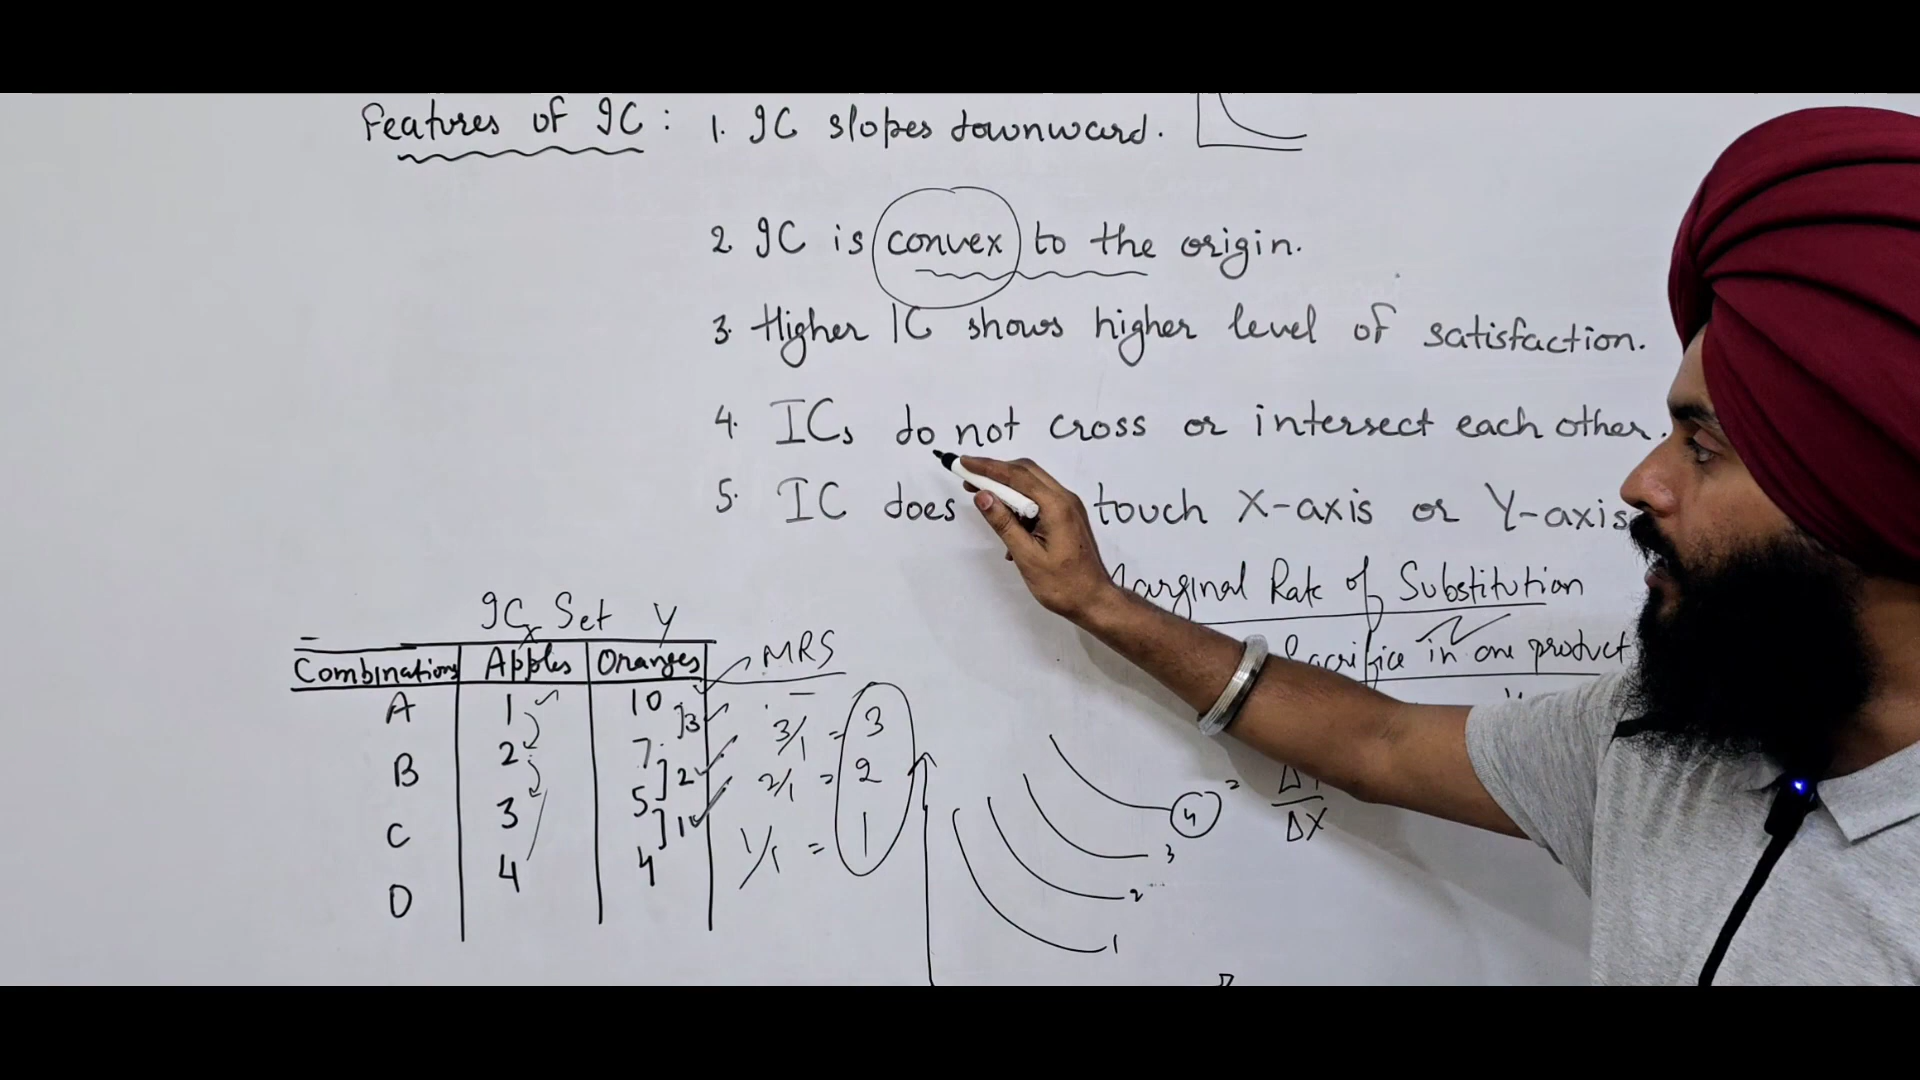 Features of IC : 1. IC slopes downward.
2 IC is convex to the origin.
3. Higher IC shows higher level of satisfaction.
4. ICs do not cross or intersect each other.
5. IC does touch X-axis or Y-axis
Marginal Rate of Substitution
Sacrifice in one product
IC Set
X Y
Combinations Apples Oranges MRS
A 1 10 –
]3 3/1 = 3
B 2 7
]2 2/1 = 2
C 3 5
]1 1/1 = 1
D 4 4
4 =
3
2
1
ΔX